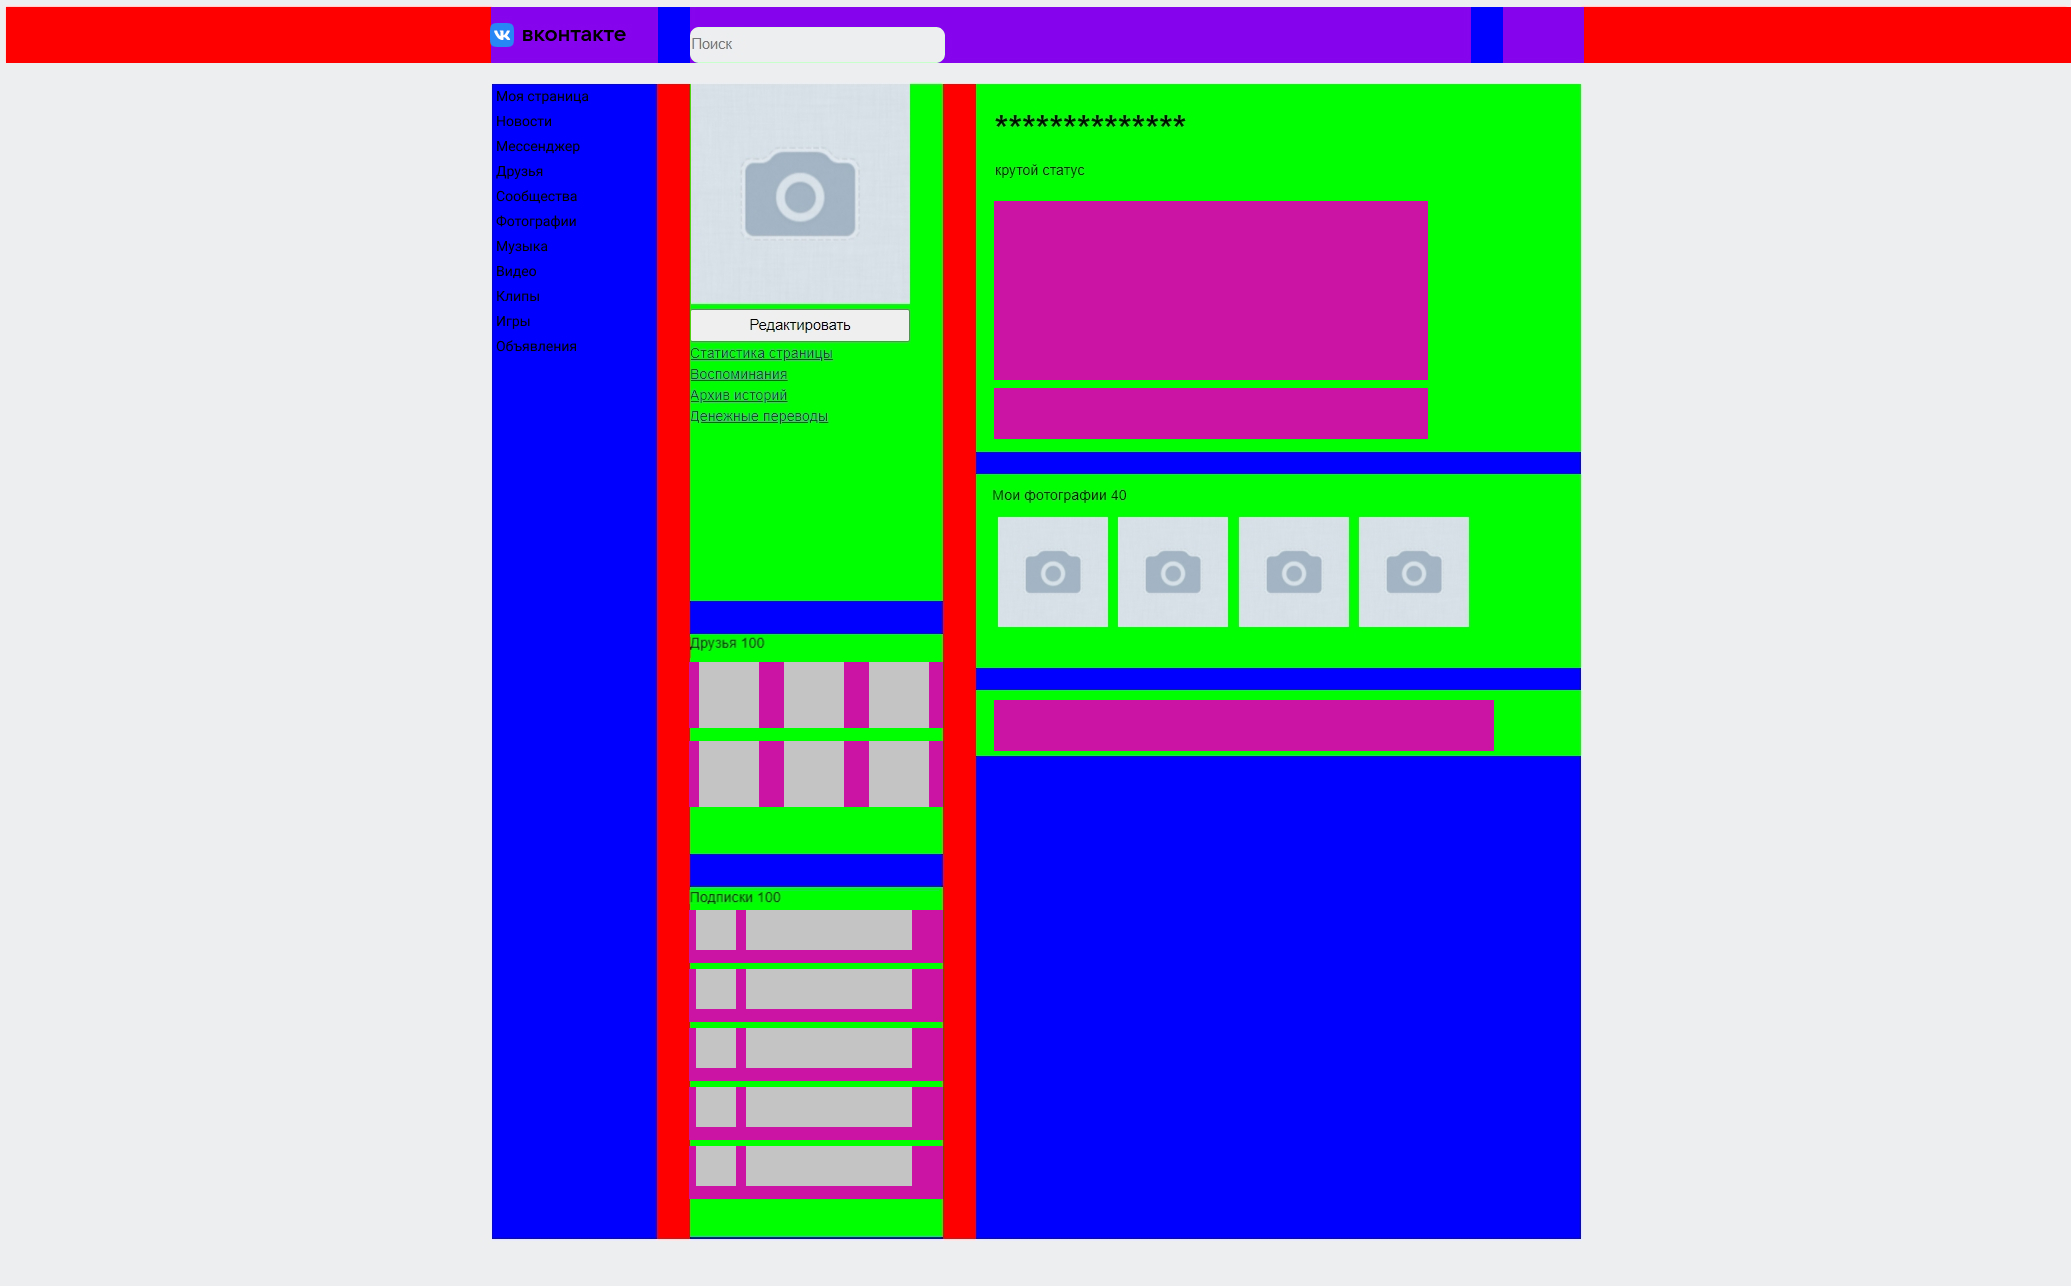 вконтакте
Поиск
Моя страница
Новости
Мессенджер
Друзья
Сообщества
Фотографии
Музыка
Видео
Клипы
Игры
Объявления
Редактировать
Статистика страницы
Воспоминания
Архив историй
Денежные переводы
Друзья 100
Подписки 100
**************
крутой статус
Мои фотографии 40